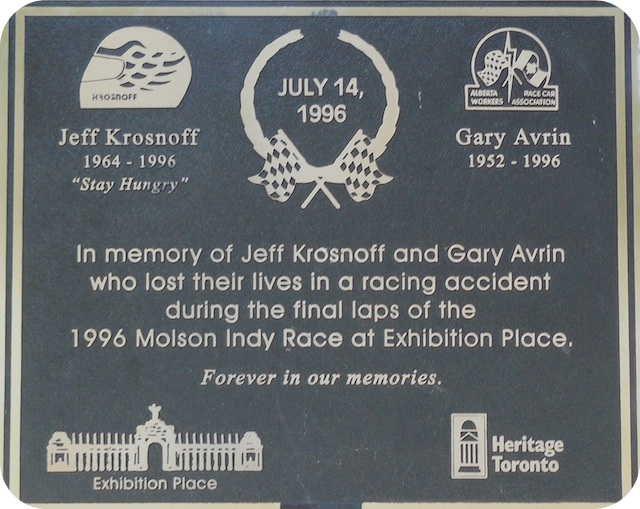 KROSNOFF
JULY 14,
1996
ALBERTA RACE CAR
WORKERS ASSOCIATION
Jeff Krosnoff
1964 - 1996
"Stay Hungry"
Gary Avrin
1952 - 1996
In memory of Jeff Krosnoff and Gary Avrin
who lost their lives in a racing accident
during the final laps of the
1996 Molson Indy Race at Exhibition Place.
Forever in our memories.
Exhibition Place
Heritage
Toronto